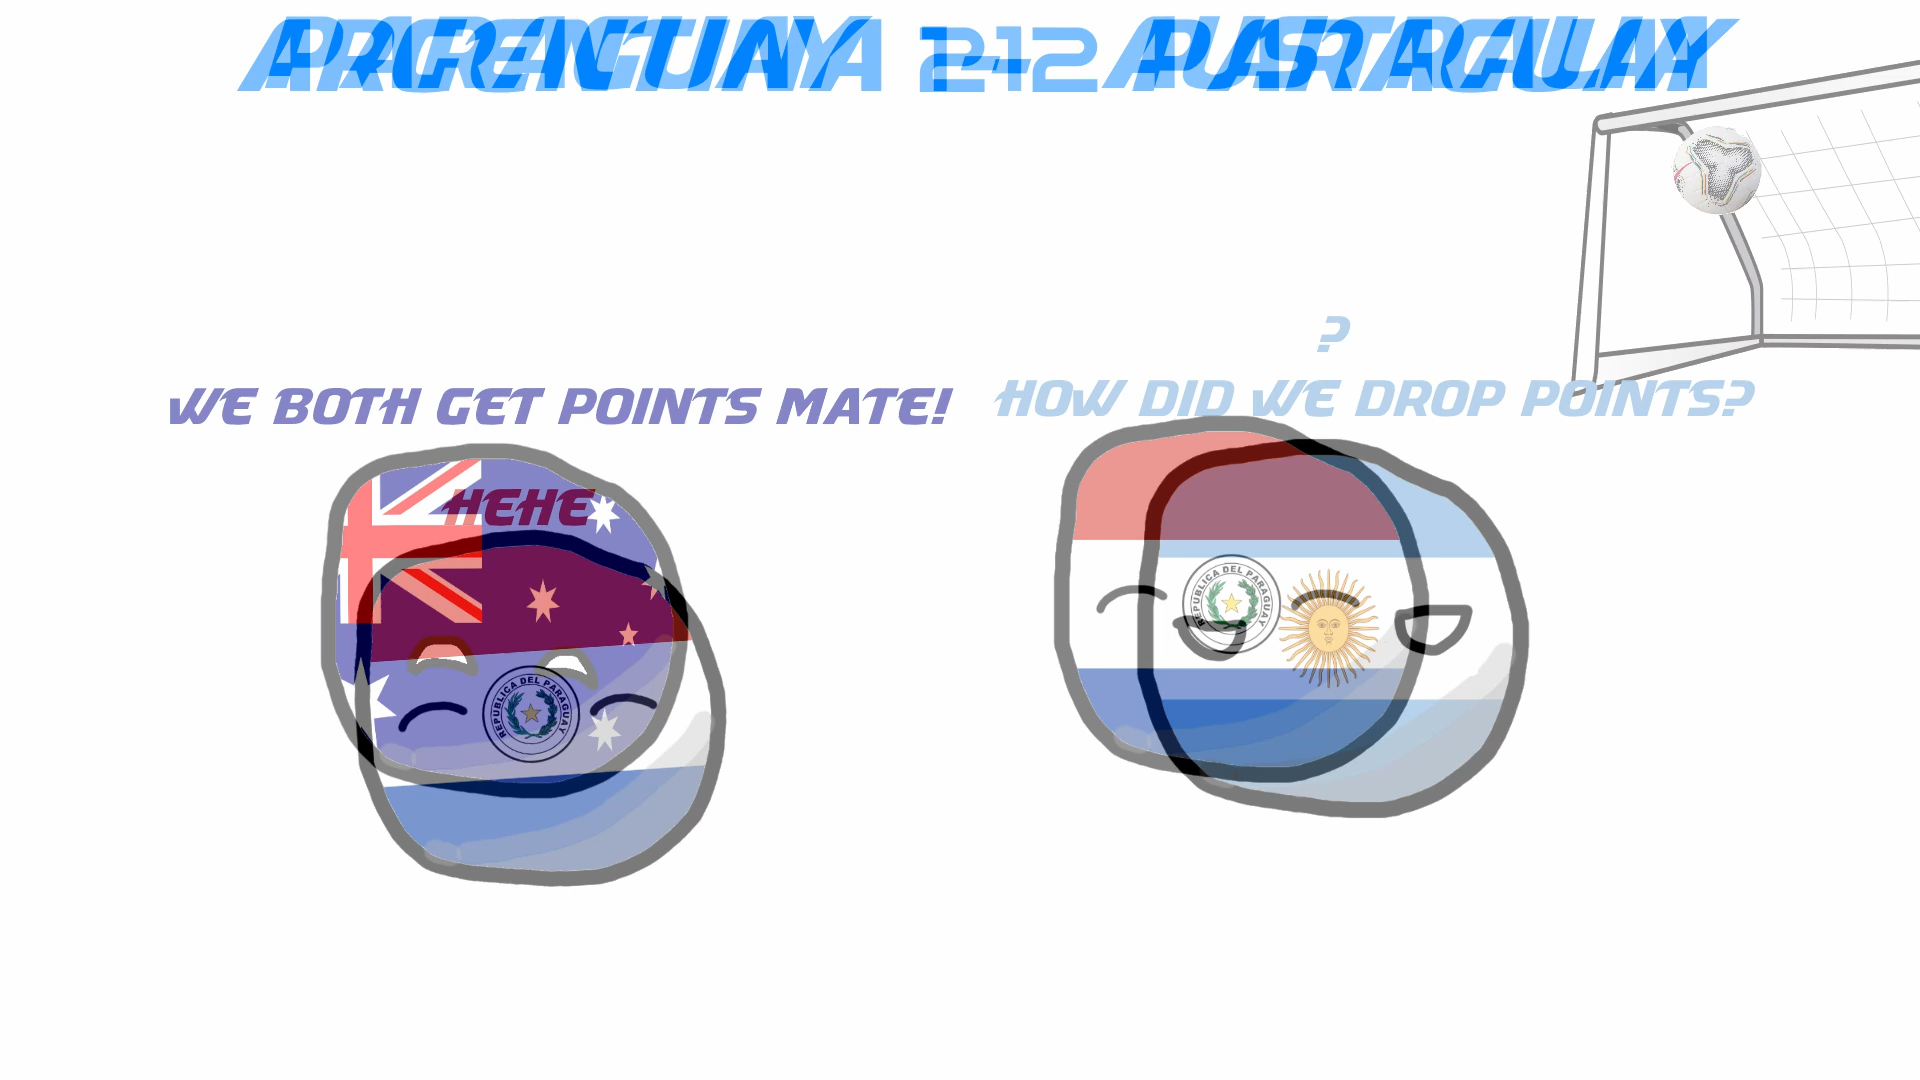 ?
WE BOTH GET POINTS MATE!
HOW DID WE DROP POINTS?
HEHE
REPUBLICA DEL PARAGUAY
REPUBLICA DEL PARAGUAY